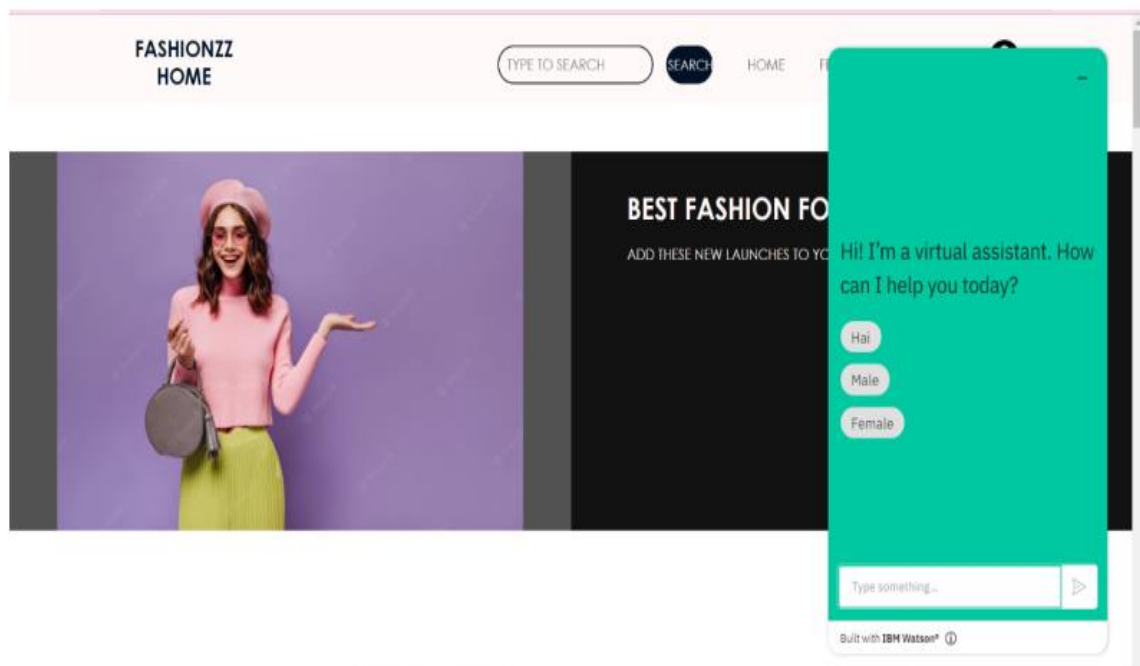 FASHIONZZ
HOME
TYPE TO SEARCH
SEARCH
HOME
BEST FASHION FO
ADD THESE NEW LAUNCHES TO YO
Hi! I'm a virtual assistant. How
can I help you today?
Hai
Male
Female
Type something...
Built with IBM Watson®